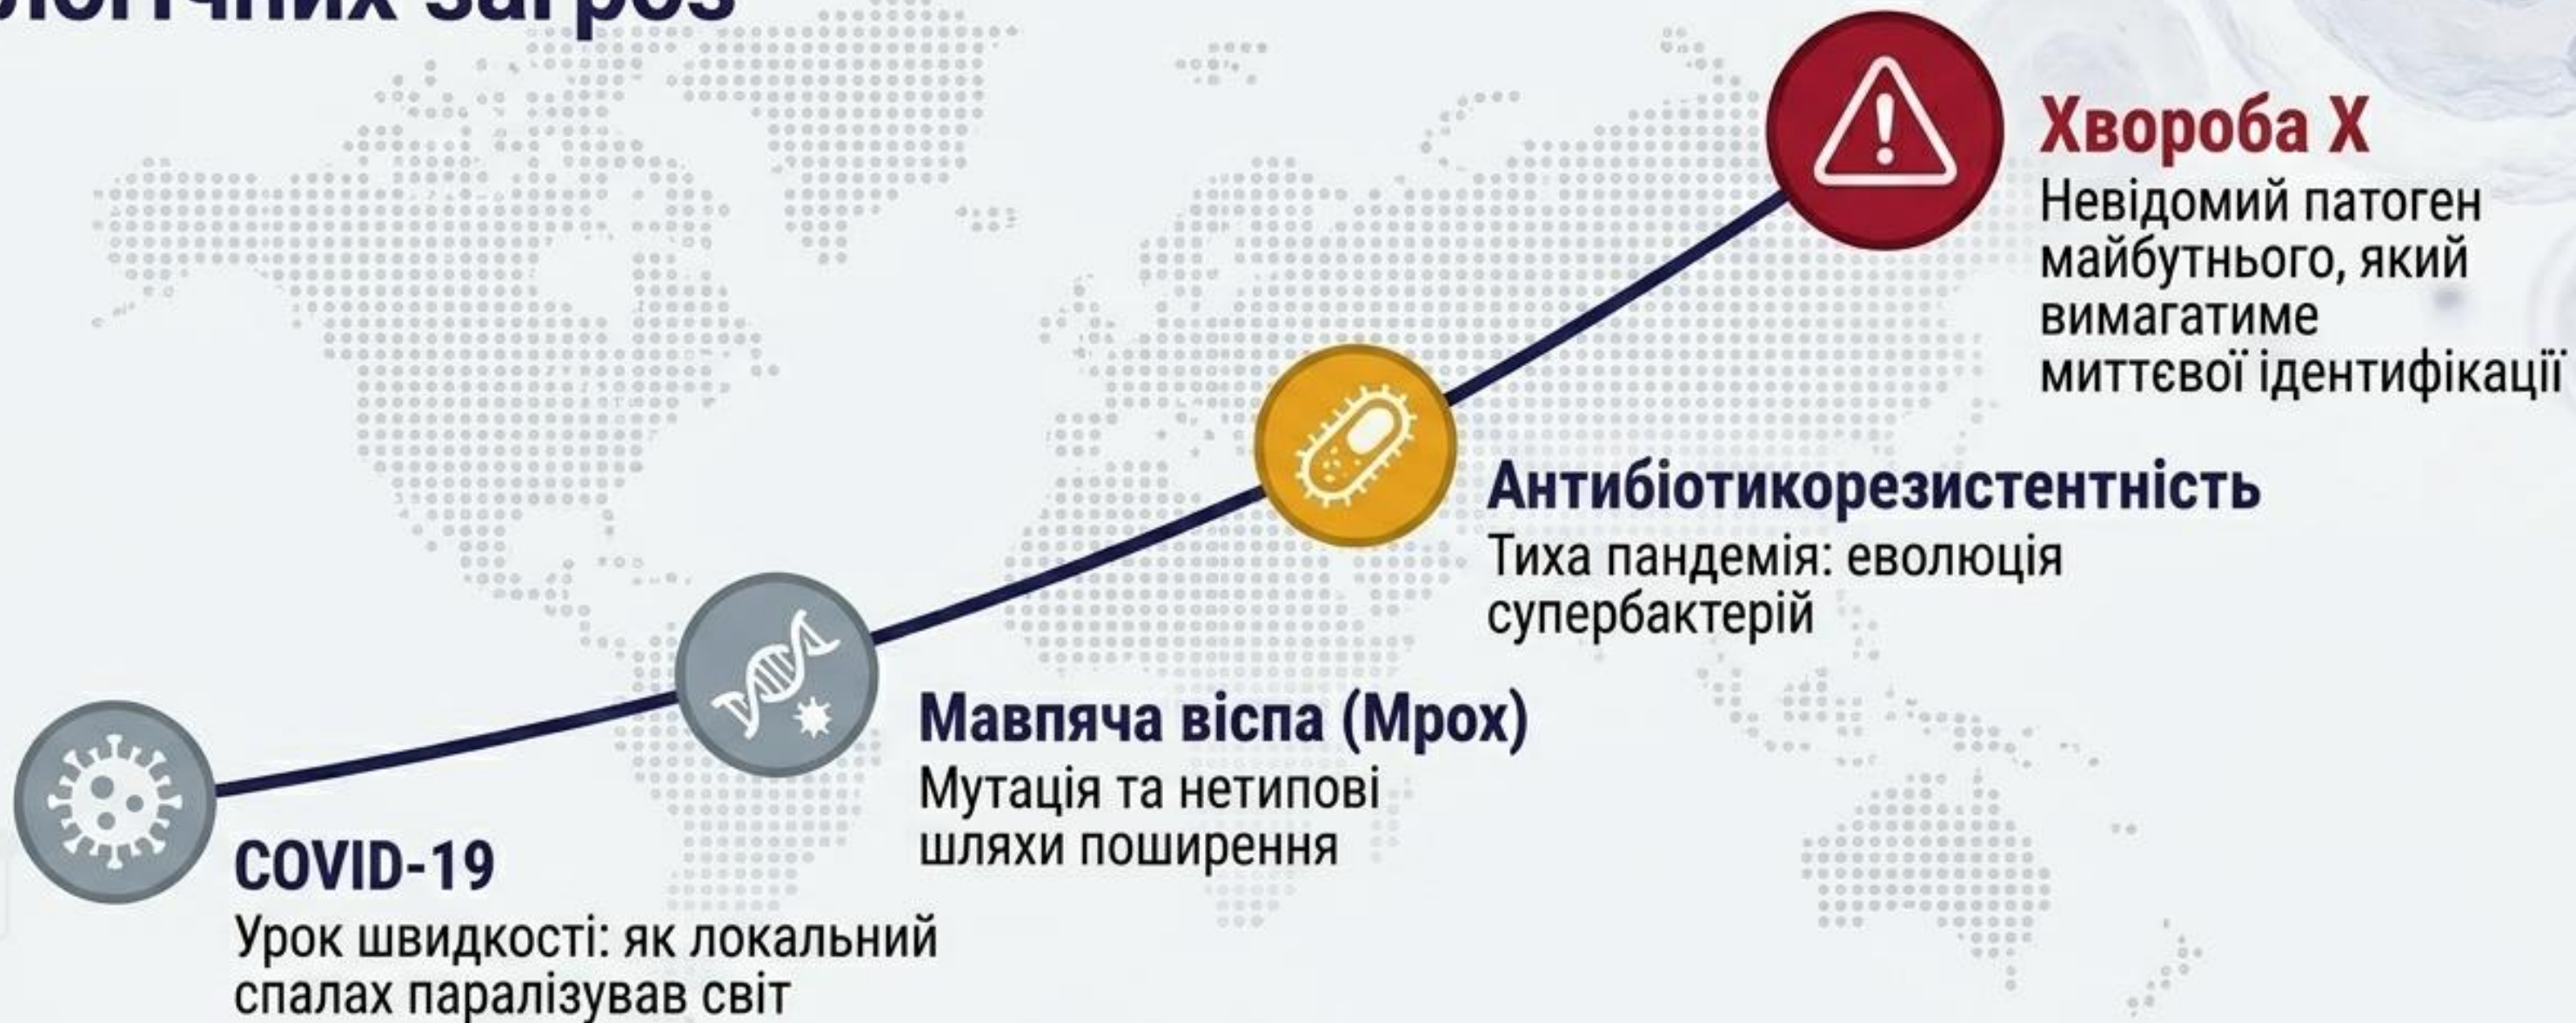 загроз
COVID-19
Урок швидкості: як локальний
спалах паралізував світ
Мавпяча віспа (Mpox)
Мутація та нетипові
шляхи поширення
Антибіотикорезистентність
Тиха пандемія: еволюція
супербактерій
Хвороба X
Невідомий патоген
майбутнього, який
вимагатиме
миттєвої ідентифікації